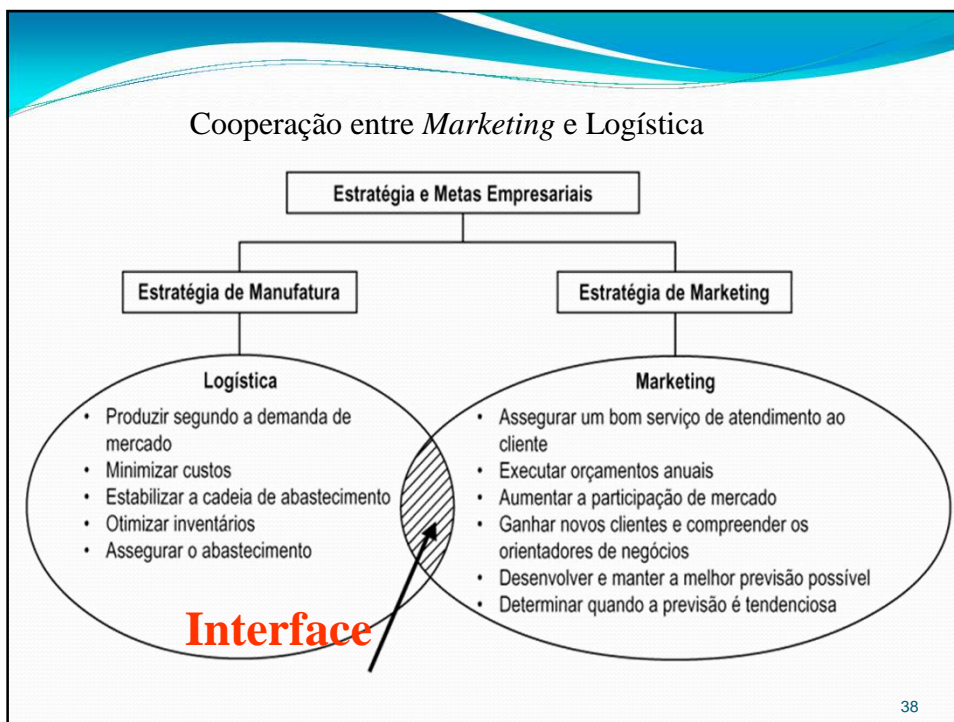 Cooperação entre Marketing e Logística
Estratégia e Metas Empresariais
Estratégia de Manufatura
Estratégia de Marketing
Logística
• Produzir segundo a demanda de
mercado
• Minimizar custos
• Estabilizar a cadeia de abastecimento
• Otimizar inventários
• Assegurar o abastecimento
Marketing
• Assegurar um bom serviço de atendimento ao
cliente
• Executar orçamentos anuais
• Aumentar a participação de mercado
• Ganhar novos clientes e compreender os
orientadores de negócios
• Desenvolver e manter a melhor previsão possível
• Determinar quando a previsão é tendenciosa
Interface
38